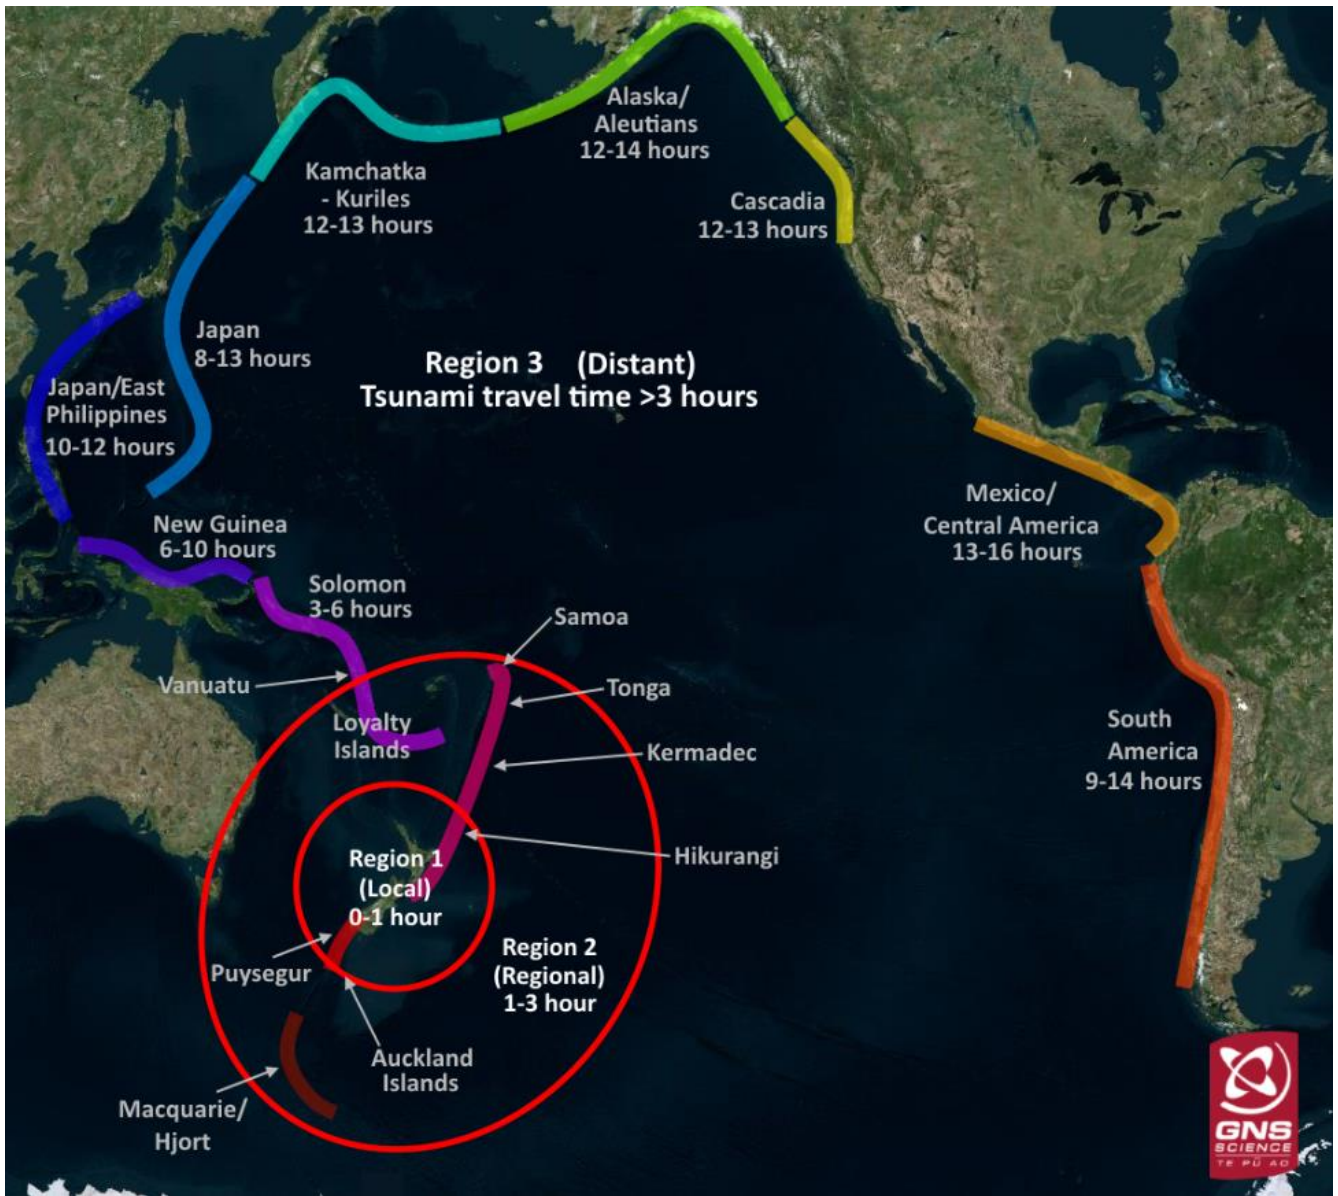 Alaska/
Aleutians
12-14 hours
Kamchatka
- Kuriles
12-13 hours
Cascadia
12-13 hours
Japan
8-13 hours
Region 3 (Distant)
Tsunami travel time >3 hours
Japan/East
Philippines
10-12 hours
Mexico/
Central America
13-16 hours
New Guinea
6-10 hours
Solomon
3-6 hours
Samoa
Vanuatu
Tonga
Loyalty
Islands
Kermadec
South
America
9-14 hours
Hikurangi
Region 1
(Local)
0-1 hour
Puysegur
Region 2
(Regional)
1-3 hour
Auckland
Islands
Macquarie/
Hjort
GNS
SCIENCE
TE PŪ AO